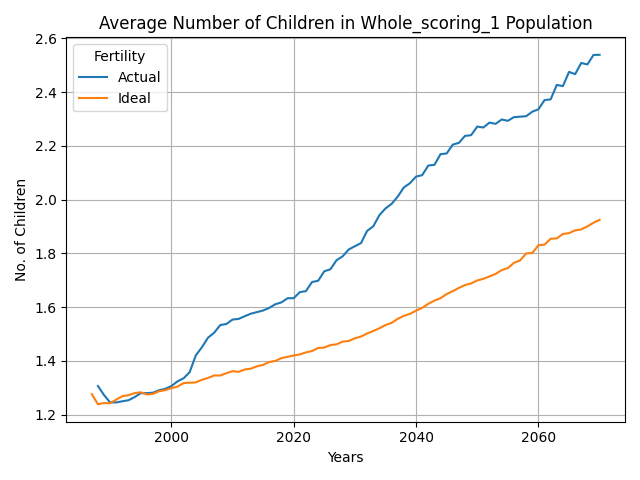 Average Number of Children in Whole_scoring_1 Population
2.6
2.4
2.2
2.0
1.8
1.6
1.4
1.2
No. of Children
Fertility
Actual
Ideal
2000
2020
2040
2060
Years